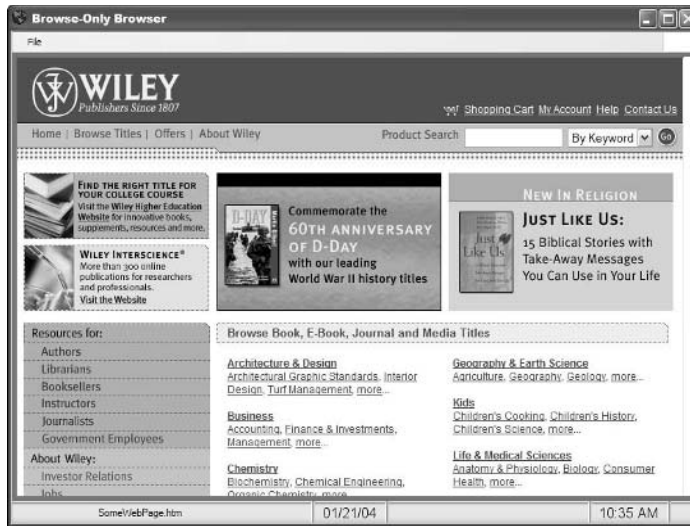 Browse-Only Browser
File
WILEY
Publishers Since 1807
Shopping Cart My Account Help Contact Us
Home | Browse Titles | Offers | About Wiley
Product Search
By Keyword
Go
FIND THE RIGHT TITLE FOR
YOUR COLLEGE COURSE
Visit the Wiley Higher Education
Website for innovative books,
supplements, resources and more.
WILEY INTERSCIENCE®
More than 300 online
publications for researchers
and professionals.
Visit the Website
D-DAY
Commemorate the
60TH ANNIVERSARY
OF D-DAY
with our leading
World War II history titles
NEW IN RELIGION
Just
Like Us
JUST LIKE US:
15 Biblical Stories with
Take-Away Messages
You Can Use in Your Life
Resources for:
Authors
Librarians
Booksellers
Instructors
Journalists
Government Employees
About Wiley:
Investor Relations
Jobs
Browse Book, E-Book, Journal and Media Titles
Architecture & Design
Architectural Graphic Standards, Interior
Design, Turf Management, more...
Business
Accounting, Finance & Investments,
Management, more...
Chemistry
Biochemistry, Chemical Engineering,
Organic Chemistry, more...
Geography & Earth Science
Agriculture, Geography, Geology, more...
Kids
Children's Cooking, Children's History,
Children's Science, more...
Life & Medical Sciences
Anatomy & Physiology, Biology, Consumer
Health, more...
SomeWebPage.htm
01/21/04
10:35 AM